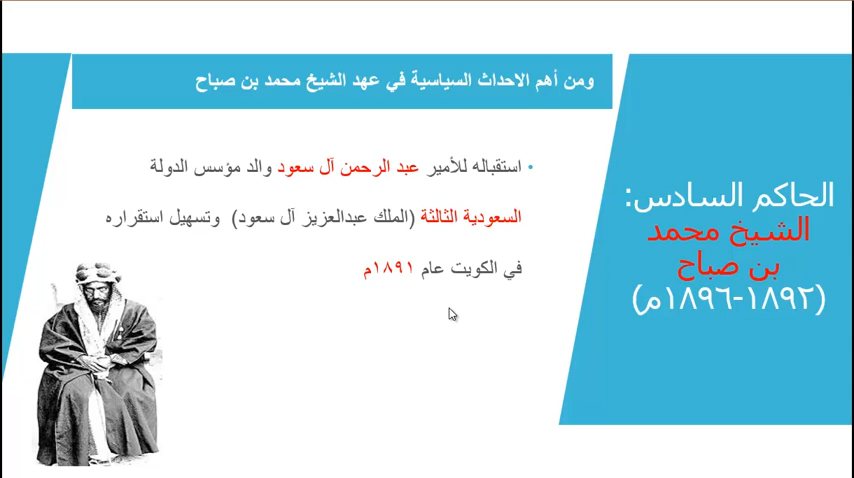 ومن أهم الاحداث السياسية في عهد الشيخ محمد بن صباح
الحاكم السادس:
الشيخ محمد
بن صباح
(١٨٩٢-١٨٩٦م)
• استقباله للأمير عبد الرحمن آل سعود والد مؤسس الدولة
السعودية الثالثة (الملك عبدالعزيز آل سعود) وتسهيل استقراره
في الكويت عام ١٨٩١م